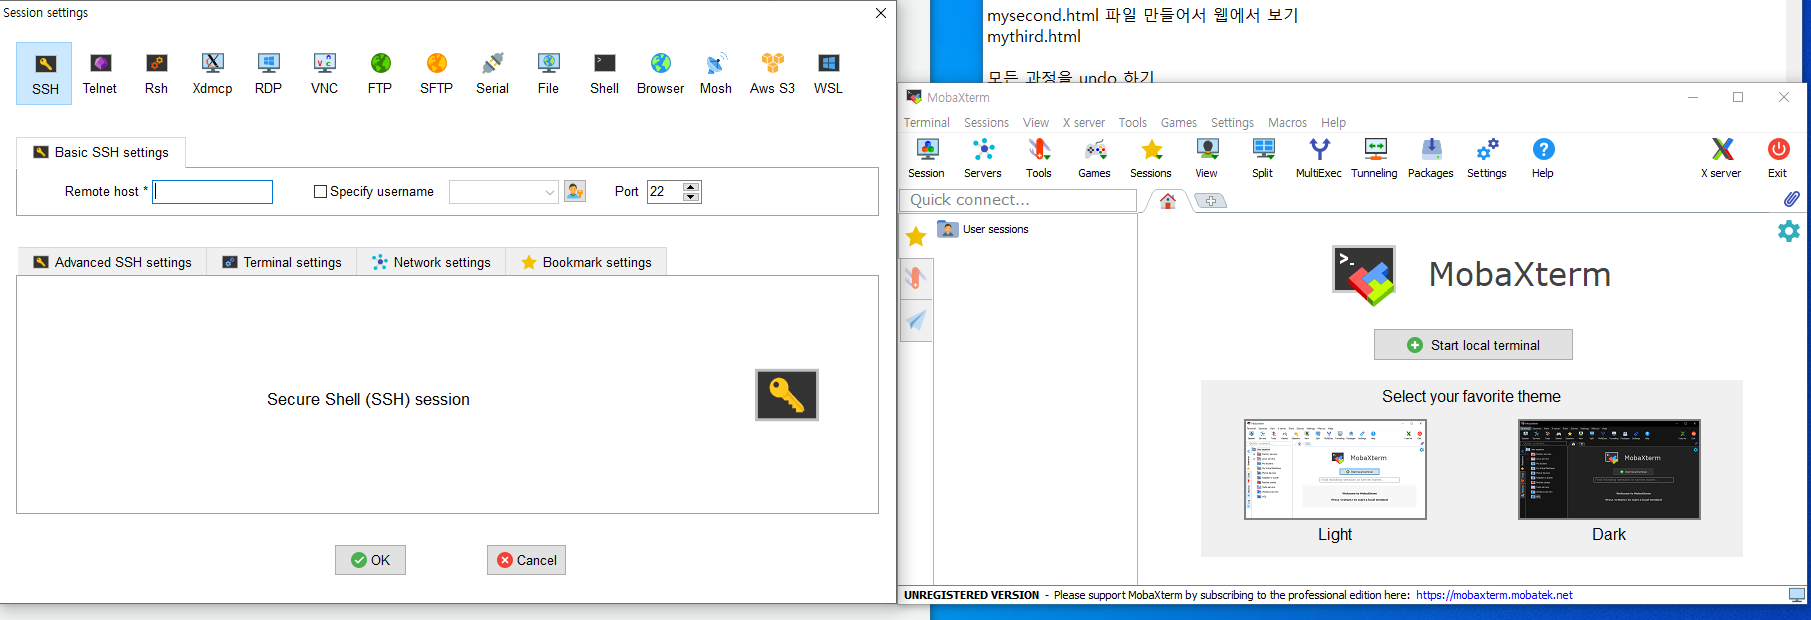 Session settings
SSH
Telnet
Rsh
Xdmcp
RDP
VNC
FTP
SFTP
Serial
File
Shell
Browser
Mosh
Aws S3
WSL
Basic SSH settings
Remote host *
Specify username
Port
22
Advanced SSH settings
Terminal settings
Network settings
Bookmark settings
Secure Shell (SSH) session
OK
Cancel
mysecond.html 파일 만들어서 웹에서 보기
mythird.html
모든 과정을 undo 하기
MobaXterm
Terminal
Sessions
View
X server
Tools
Games
Settings
Macros
Help
Session
Servers
Tools
Games
Sessions
View
Split
MultiExec
Tunneling
Packages
Settings
Help
X server
Exit
Quick connect...
User sessions
MobaXterm
Start local terminal
Select your favorite theme
MobaXterm
MobaXterm
Light
Dark
UNREGISTERED VERSION - Please support MobaXterm by subscribing to the professional edition here: https://mobaxterm.mobatek.net